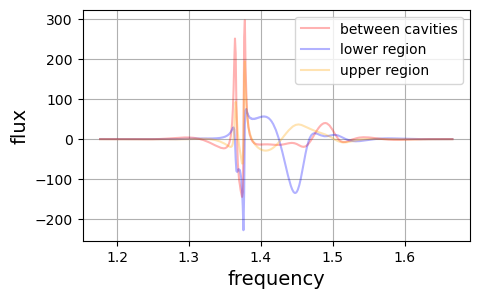 300
200
100
0
−100
−200
flux
between cavities
lower region
upper region
1.2 1.3 1.4 1.5 1.6
frequency